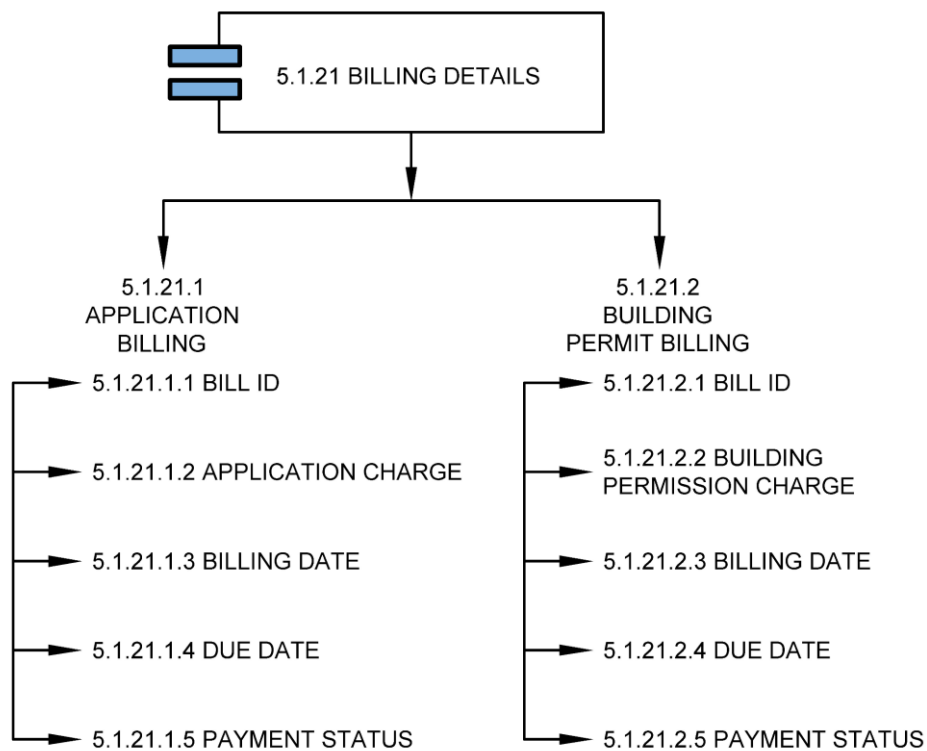 5.1.21 BILLING DETAILS
5.1.21.1
APPLICATION
BILLING
5.1.21.1.1 BILL ID
5.1.21.1.2 APPLICATION CHARGE
5.1.21.1.3 BILLING DATE
5.1.21.1.4 DUE DATE
5.1.21.1.5 PAYMENT STATUS
5.1.21.2
BUILDING
PERMIT BILLING
5.1.21.2.1 BILL ID
5.1.21.2.2 BUILDING
PERMISSION CHARGE
5.1.21.2.3 BILLING DATE
5.1.21.2.4 DUE DATE
5.1.21.2.5 PAYMENT STATUS